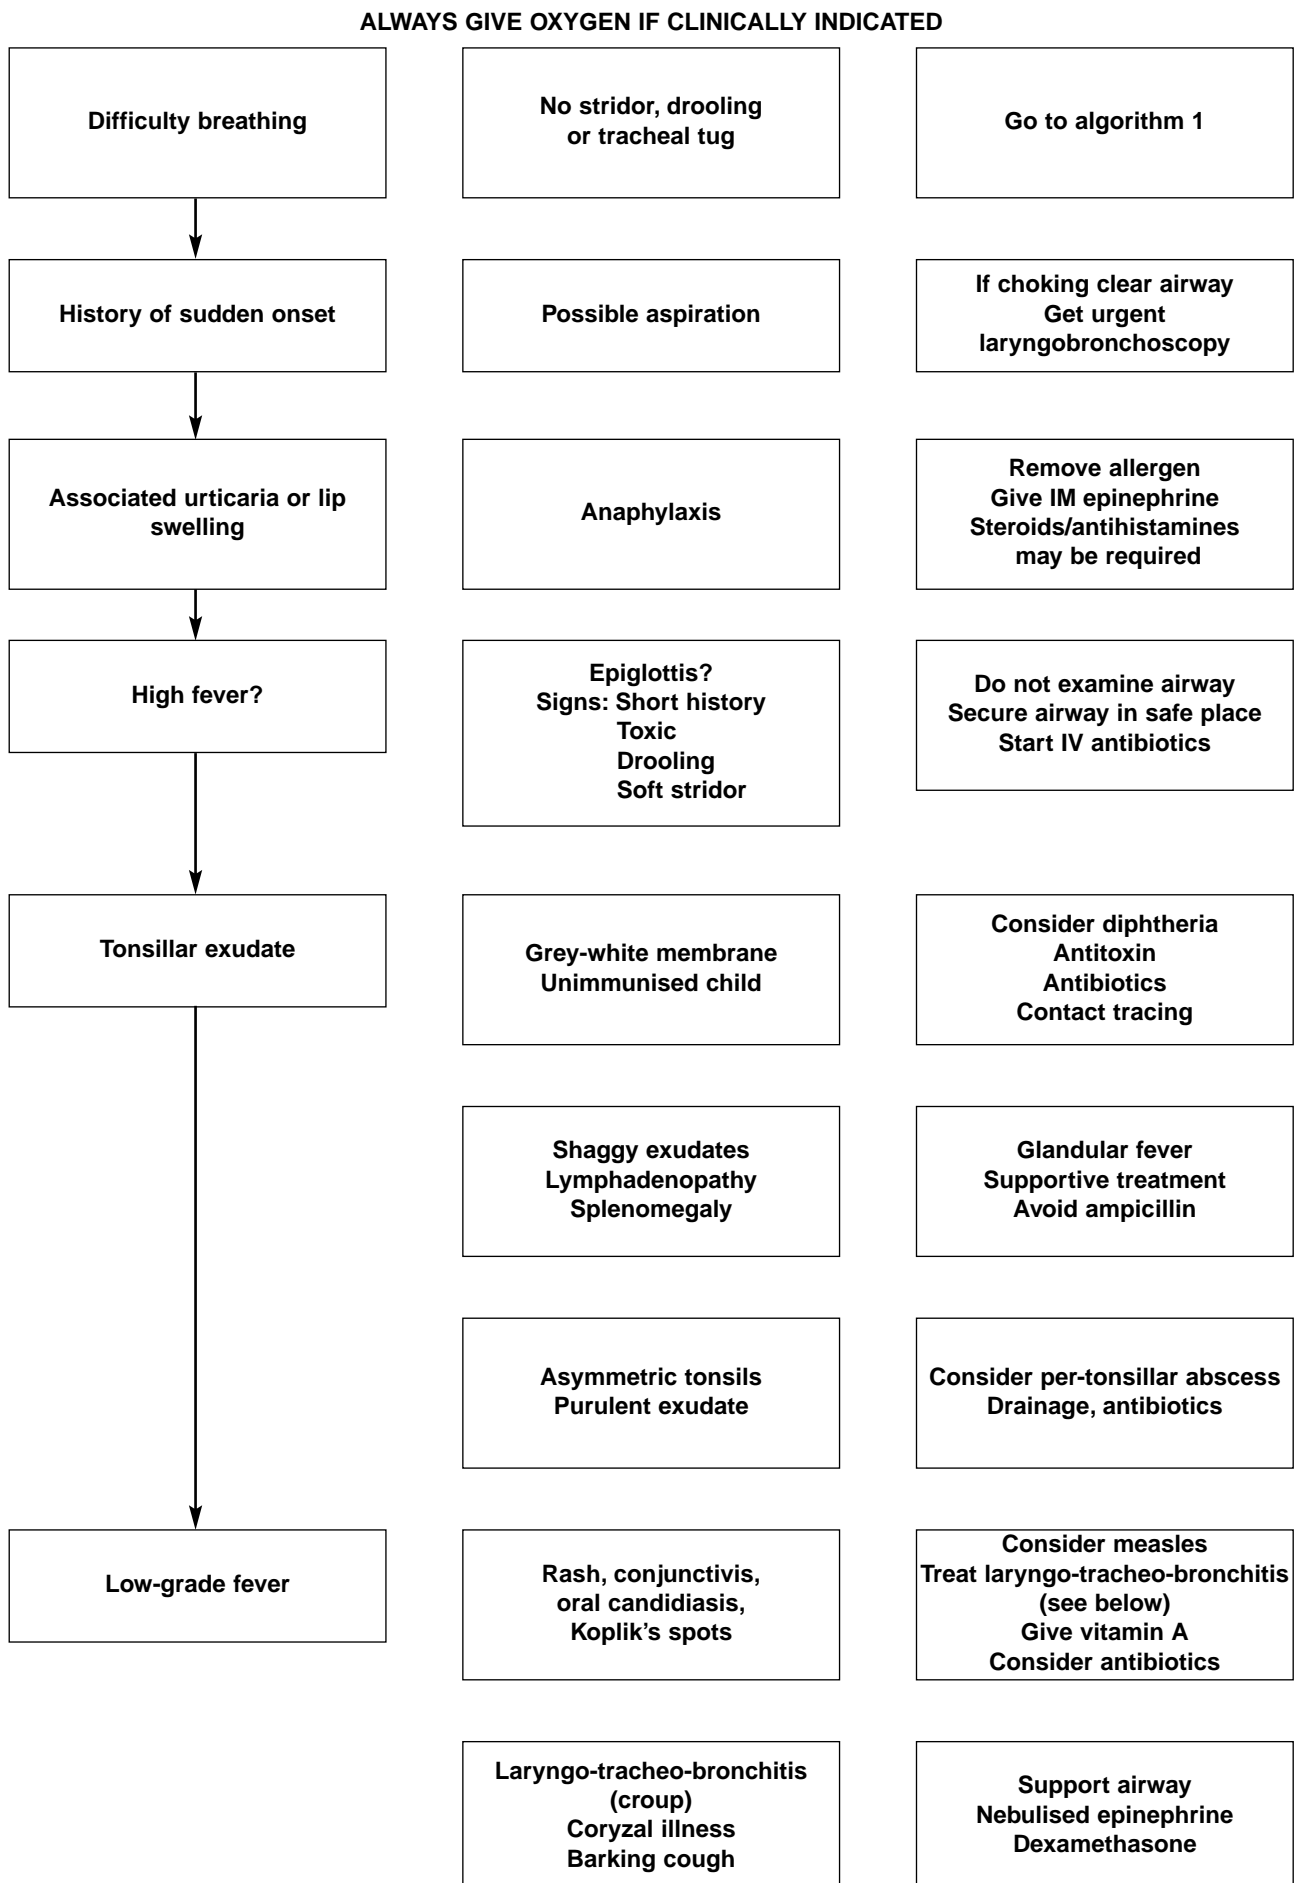 ALWAYS GIVE OXYGEN IF CLINICALLY INDICATED
Difficulty breathing
No stridor, drooling
or tracheal tug
Go to algorithm 1
History of sudden onset
Possible aspiration
If choking clear airway
Get urgent
laryngobronchoscopy
Associated urticaria or lip
swelling
Anaphylaxis
Remove allergen
Give IM epinephrine
Steroids/antihistamines
may be required
High fever?
Epiglottis?
Signs: Short history
Toxic
Drooling
Soft stridor
Do not examine airway
Secure airway in safe place
Start IV antibiotics
Tonsillar exudate
Grey-white membrane
Unimmunised child
Consider diphtheria
Antitoxin
Antibiotics
Contact tracing
Shaggy exudates
Lymphadenopathy
Splenomegaly
Glandular fever
Supportive treatment
Avoid ampicillin
Asymmetric tonsils
Purulent exudate
Consider per-tonsillar abscess
Drainage, antibiotics
Low-grade fever
Rash, conjunctivis,
oral candidiasis,
Koplik's spots
Consider measles
Treat laryngo-tracheo-bronchitis
(see below)
Give vitamin A
Consider antibiotics
Laryngo-tracheo-bronchitis
(croup)
Coryzal illness
Barking cough
Support airway
Nebulised epinephrine
Dexamethasone